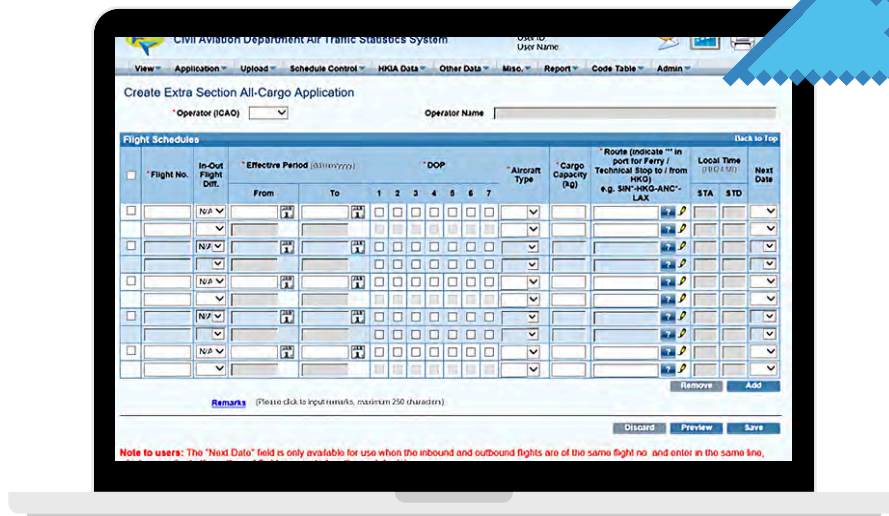 Civil Aviation Department Air Traffic Statistics System
User ID
User Name
View Application Upload Schedule Control HKIA Data Other Data Misc. Report Code Table Admin
Create Extra Section All-Cargo Application
*Operator (ICAO) Operator Name
Flight Schedules Back to Top
*Flight No. In-Out Flight Diff. *Effective Period (dd/mm/yyyy) *DOP *Aircraft Type *Cargo Capacity (kg) *Route (indicate "*" in port for Ferry / Technical Stop to / from HKG) e.g. SIN*-HKG-ANC*-LAX Local Time Next Date
From To 1 2 3 4 5 6 7 STA STD
N/A
N/A
N/A
N/A
N/A
Remove Add
Remarks (Please click to input remarks, maximum 250 characters)
Discard Preview Save
Note to users: The "Next Date" field is only available for use when the inbound and outbound flights are of the same flight no. and enter in the same line,